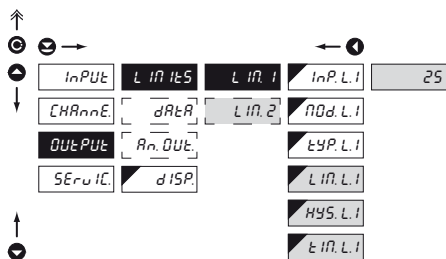 InPUt LIMItS LIM. 1 InP. L. 1 25
CHAnnE. dAtA LIM. 2 MOd. L. 1
OUtPUt An. OUt. tYP. L. 1
SErvIC. dISP. LIM. L. 1
HYS. L. 1
tIM. L. 1